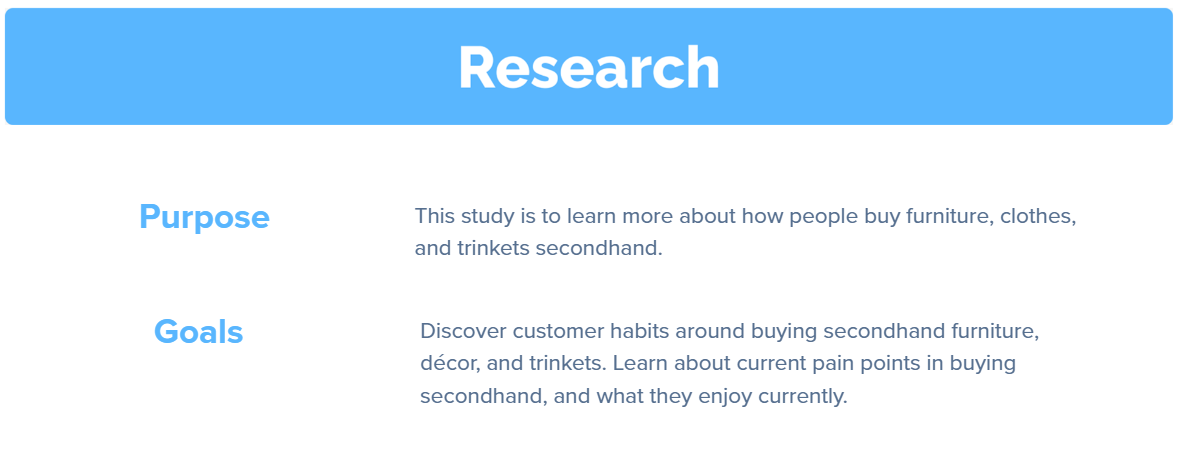 Research
Purpose
This study is to learn more about how people buy furniture, clothes,
and trinkets secondhand.
Goals
Discover customer habits around buying secondhand furniture,
décor, and trinkets. Learn about current pain points in buying
secondhand, and what they enjoy currently.